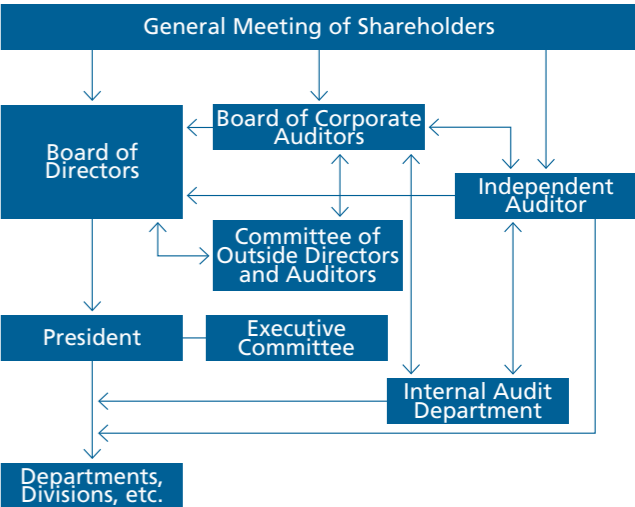 General Meeting of Shareholders
Board of Corporate
Auditors
Board of
Directors
Independent
Auditor
Committee of
Outside Directors
and Auditors
President
Executive
Committee
Internal Audit
Department
Departments,
Divisions, etc.